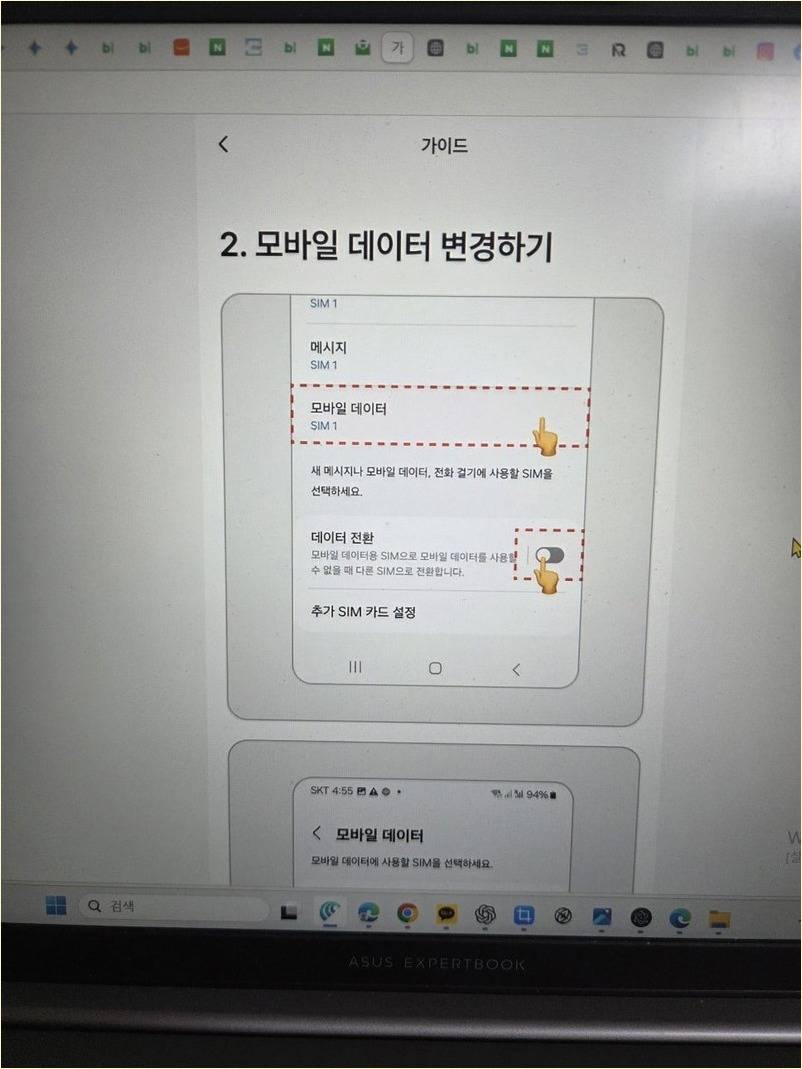 가
가이드
2. 모바일 데이터 변경하기
SIM 1
메시지
SIM 1
모바일 데이터
SIM 1
새 메시지나 모바일 데이터, 전화 걸기에 사용할 SIM을
선택하세요.
데이터 전환
모바일 데이터용 SIM으로 모바일 데이터를 사용할
수 없을 때 다른 SIM으로 전환합니다.
추가 SIM 카드 설정
SKT 4:55
94%
모바일 데이터
모바일 데이터에 사용할 SIM을 선택하세요.
검색
ASUS EXPERTBOOK